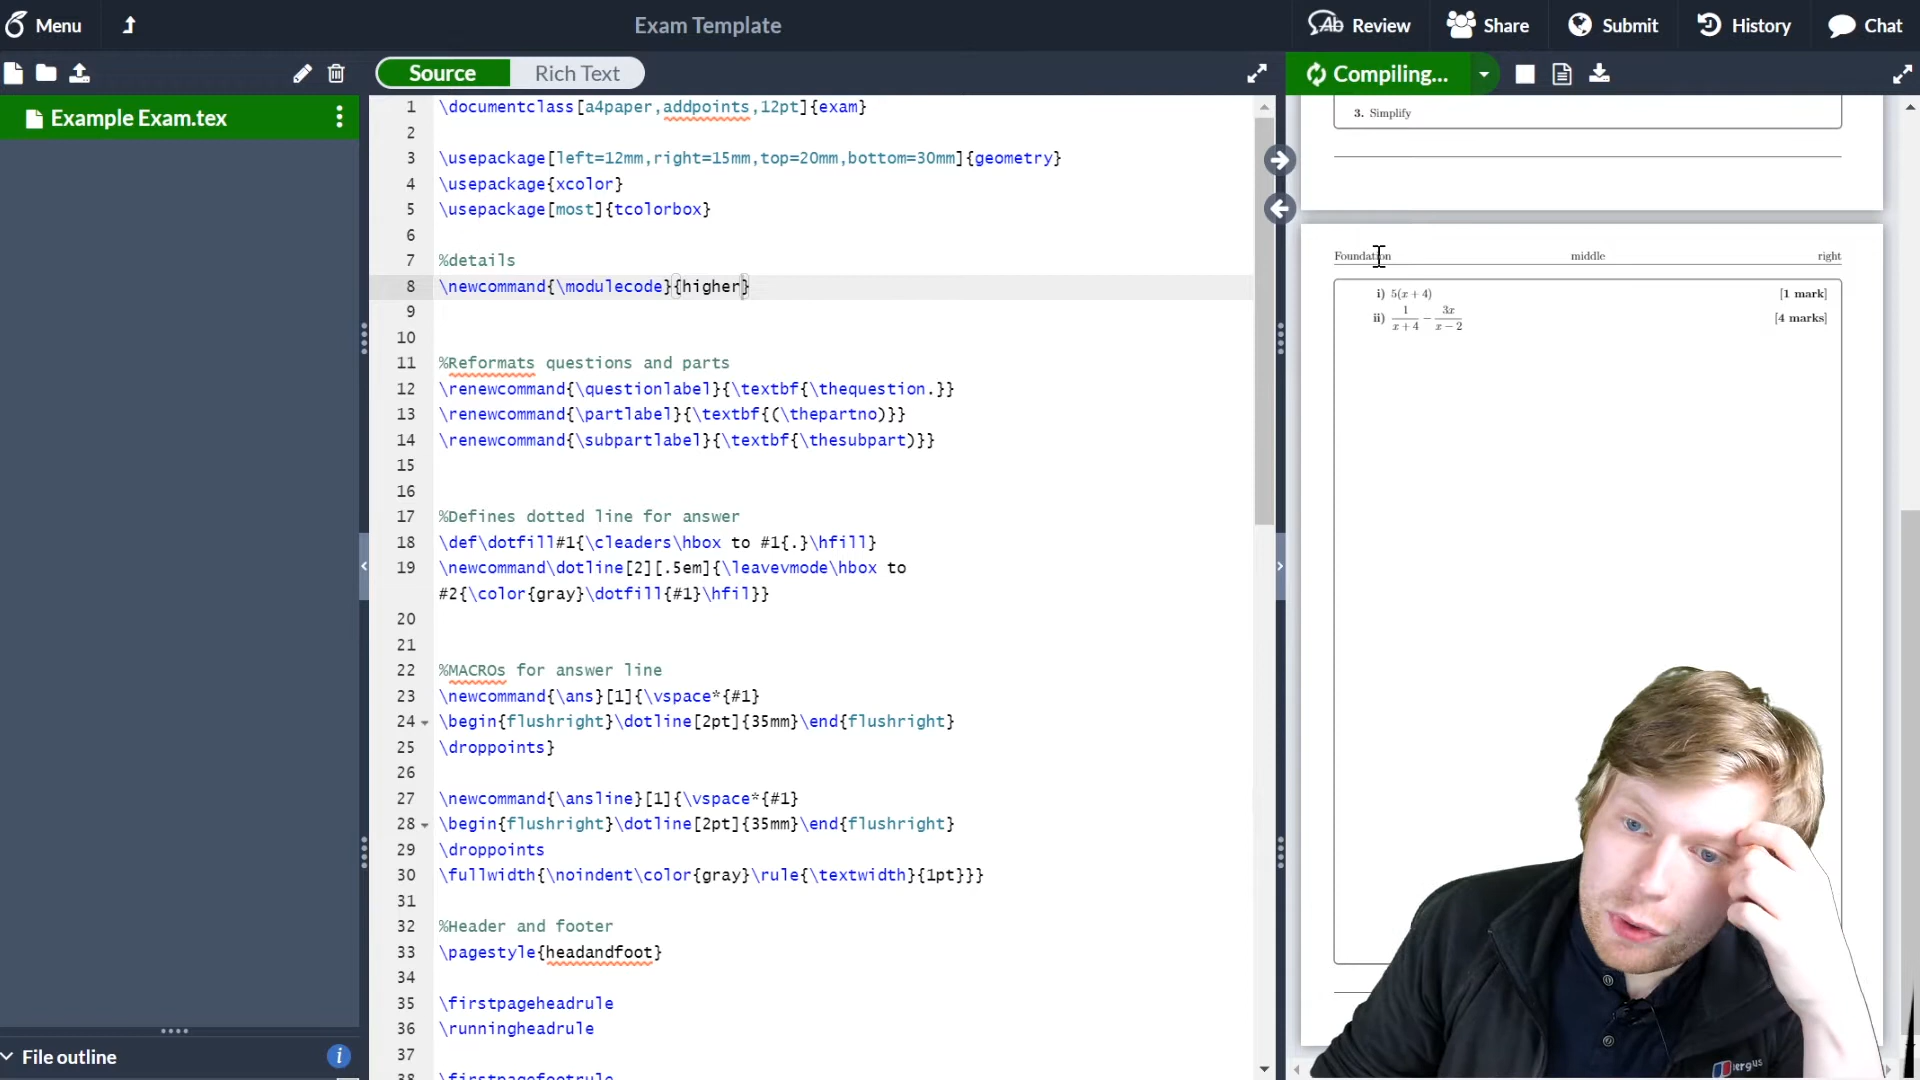 Menu
Exam Template
Review
Share
Submit
History
Chat
Source
Rich Text
Compiling...
Example Exam.tex
1 \documentclass[a4paper,addpoints,12pt]{exam}
2
3 \usepackage[left=12mm,right=15mm,top=20mm,bottom=30mm]{geometry}
4 \usepackage{xcolor}
5 \usepackage[most]{tcolorbox}
6
7 %details
8 \newcommand{\modulecode}{higher}
9
10
11 %Reformats questions and parts
12 \renewcommand{\questionlabel}{\textbf{\thequestion.}}
13 \renewcommand{\partlabel}{\textbf{(\thepartno)}}
14 \renewcommand{\subpartlabel}{\textbf{\thesubpart)}}
15
16
17 %Defines dotted line for answer
18 \def\dotfill#1{\cleaders\hbox to #1{.}\hfill}
19 \newcommand\dotline[2][.5em]{\leavevmode\hbox to
#2{\color{gray}\dotfill{#1}\hfil}}
20
21
22 %MACROs for answer line
23 \newcommand{\ans}[1]{\vspace*{#1}
24 \begin{flushright}\dotline[2pt]{35mm}\end{flushright}
25 \droppoints}
26
27 \newcommand{\ansline}[1]{\vspace*{#1}
28 \begin{flushright}\dotline[2pt]{35mm}\end{flushright}
29 \droppoints
30 \fullwidth{\noindent\color{gray}\rule{\textwidth}{1pt}}}
31
32 %Header and footer
33 \pagestyle{headandfoot}
34
35 \firstpageheadrule
36 \runningheadrule
37
38 \firstpagefootrule
File outline
3. Simplify
Foundation middle right
i) 5(x + 4) [1 mark]
ii) 1/(x + 4) − 3x/(x − 2) [4 marks]